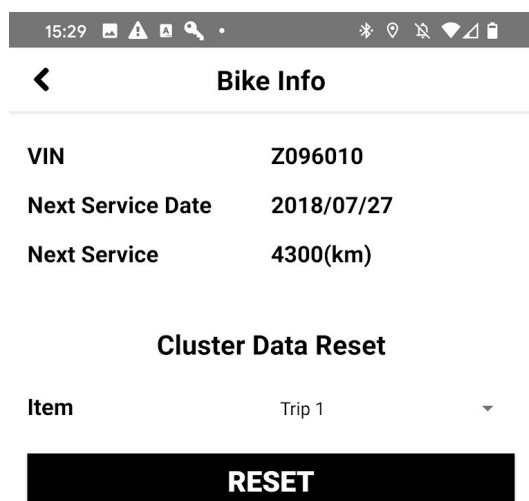 15:29
Bike Info
VIN Z096010
Next Service Date 2018/07/27
Next Service 4300(km)
Cluster Data Reset
Item Trip 1
RESET